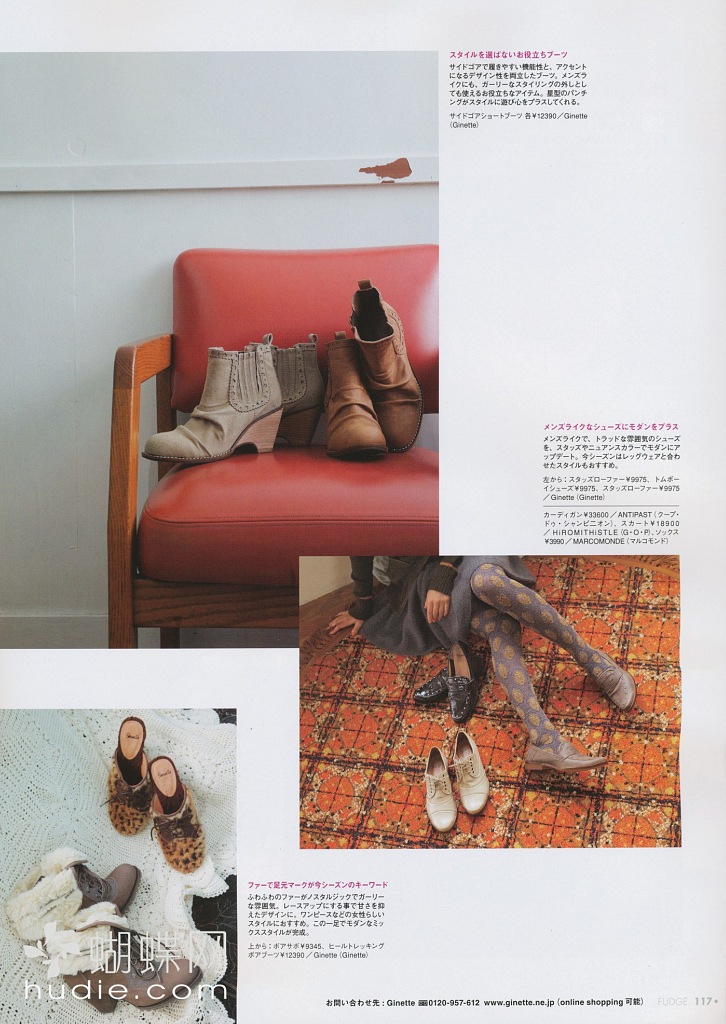 スタイルを選ばないお役立ちブーツ
サイドゴアで履きやすい機能性と、アクセント
になるデザイン性を両立したブーツ。メンズラ
イクにも、ガーリーなスタイリングの外しとし
ても使えるお役立ちなアイテム。星型のパンチ
ングがスタイルに遊び心をプラスしてくれる。
サイドゴアショートブーツ 各¥12390／Ginette
(Ginette)
メンズライクなシューズにモダンをプラス
メンズライクで、トラッドな雰囲気のシューズ
を、スタッズやニュアンスカラーでモダンにア
ップデート。今シーズンはレッグウェアと合わ
せたスタイルもおすすめ。
左から：スタッズローファー¥9975、トムボー
イシューズ¥9975、スタッズローファー¥9975
／Ginette (Ginette)
カーディガン¥33600／ANTIPAST（クープ・
ドゥ・シャンピニオン）、スカート¥18900
／HiROMITHiSTLE (G・O・P)、ソックス
¥3990／MARCOMONDE（マルコモンド）
ファーで足元マークが今シーズンのキーワード
ふわふわのファーがノスタルジックでガーリー
な雰囲気。レースアップにする事で甘さを抑
えたデザインに。ワンピースなどの女性らしい
スタイルにおすすめ。この一足でモダンなミッ
クススタイルが完成。
上から：ボアサボ¥9345、ヒールトレッキング
ボアブーツ¥12390／Ginette (Ginette)
蝴蝶网
hudie.com
お問い合わせ先：Ginette 0120-957-612 www.ginette.ne.jp (online shopping 可能)
FUDGE 117